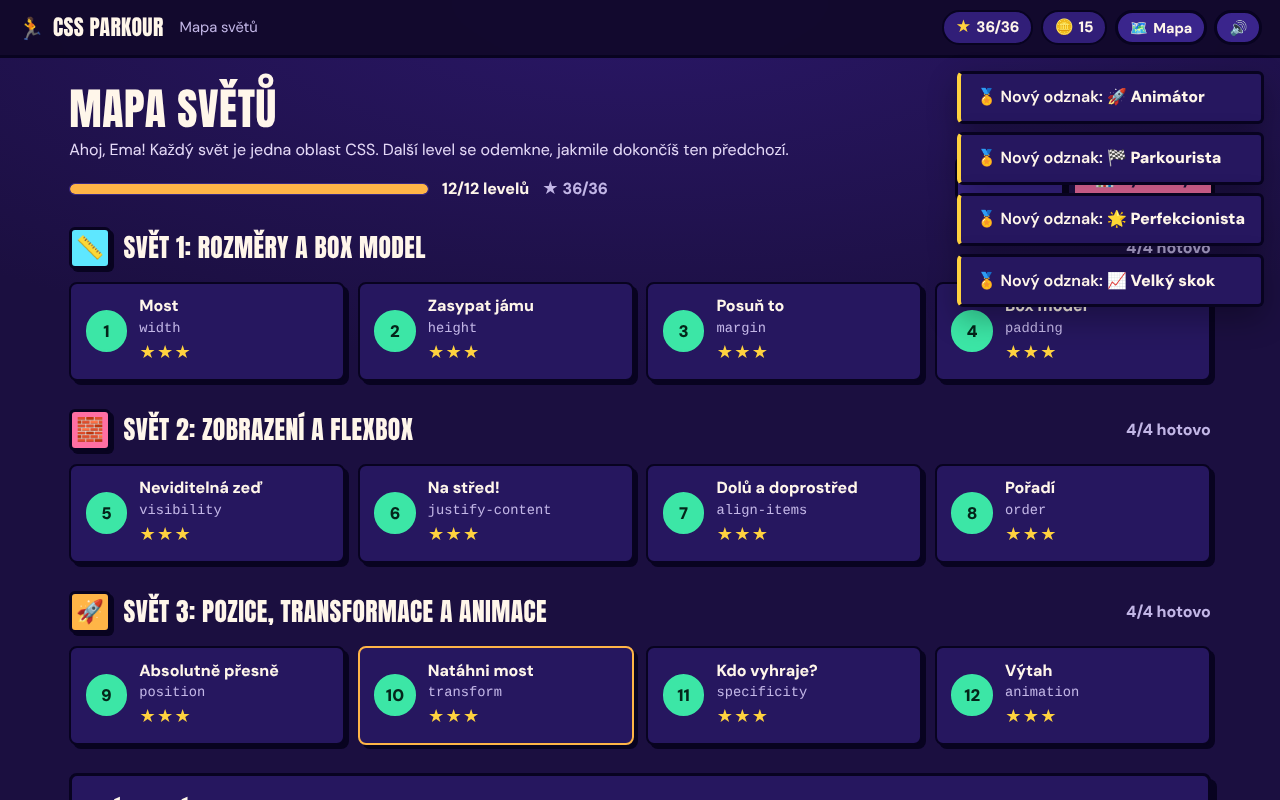 CSS PARKOUR
Mapa světů
★ 36/36
15
Mapa
Nový odznak: Animátor
Nový odznak: Parkourista
Nový odznak: Perfekcionista
Nový odznak: Velký skok
MAPA SVĚTŮ
Ahoj, Ema! Každý svět je jedna oblast CSS. Další level se odemkne, jakmile dokončíš ten předchozí.
12/12 levelů ★ 36/36
SVĚT 1: ROZMĚRY A BOX MODEL
4/4 hotovo
1
Most
width
★★★
2
Zasypat jámu
height
★★★
3
Posuň to
margin
★★★
4
Box model
padding
★★★
SVĚT 2: ZOBRAZENÍ A FLEXBOX
4/4 hotovo
5
Neviditelná zeď
visibility
★★★
6
Na střed!
justify-content
★★★
7
Dolů a doprostřed
align-items
★★★
8
Pořadí
order
★★★
SVĚT 3: POZICE, TRANSFORMACE A ANIMACE
4/4 hotovo
9
Absolutně přesně
position
★★★
10
Natáhni most
transform
★★★
11
Kdo vyhraje?
specificity
★★★
12
Výtah
animation
★★★